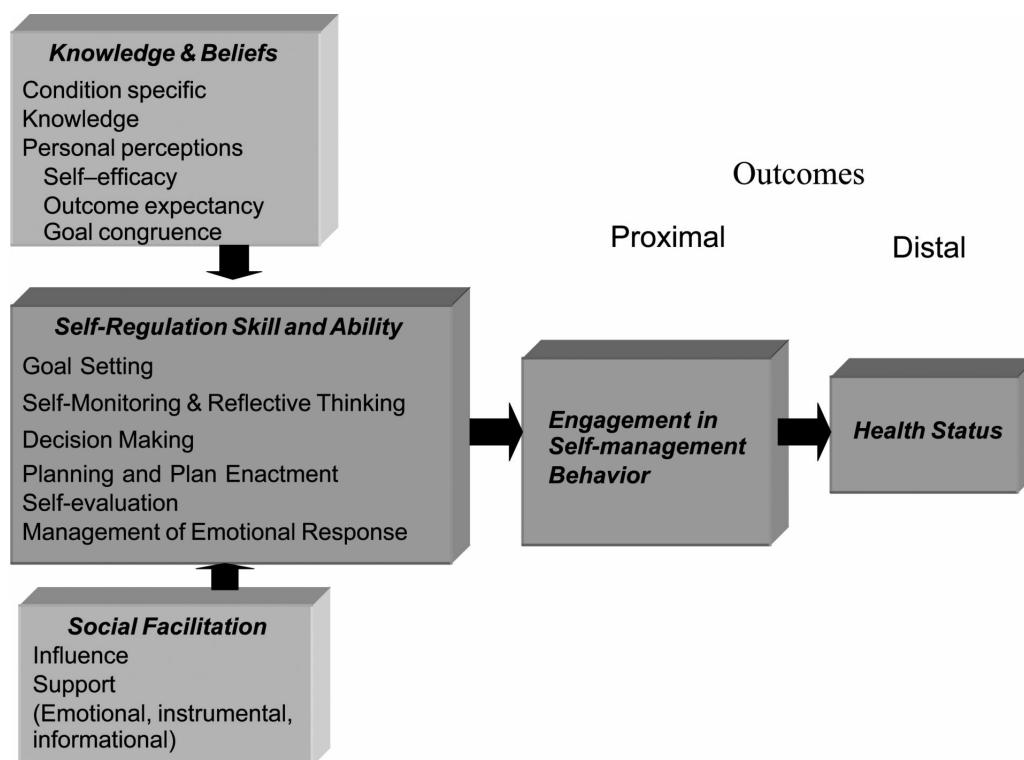 Knowledge & Beliefs
Condition specific
Knowledge
Personal perceptions
Self–efficacy
Outcome expectancy
Goal congruence
Outcomes
Proximal
Distal
Self-Regulation Skill and Ability
Goal Setting
Self-Monitoring & Reflective Thinking
Decision Making
Planning and Plan Enactment
Self-evaluation
Management of Emotional Response
Engagement in
Self-management
Behavior
Health Status
Social Facilitation
Influence
Support
(Emotional, instrumental,
informational)